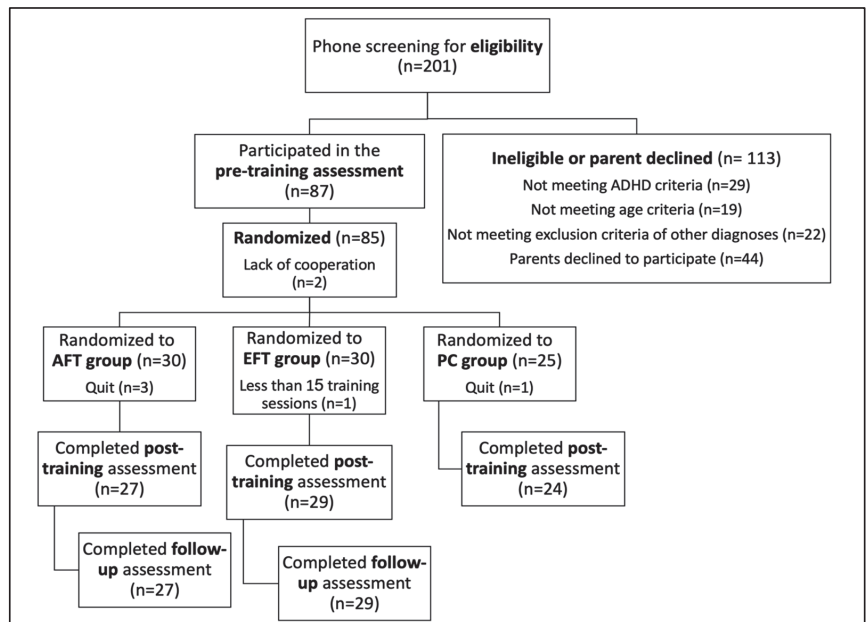 Phone screening for eligibility
(n=201)
Participated in the
pre-training assessment
(n=87)
Ineligible or parent declined (n= 113)
Not meeting ADHD criteria (n=29)
Not meeting age criteria (n=19)
Not meeting exclusion criteria of other diagnoses (n=22)
Parents declined to participate (n=44)
Randomized (n=85)
Lack of cooperation
(n=2)
Randomized to
AFT group (n=30)
Quit (n=3)
Randomized to
EFT group (n=30)
Less than 15 training
sessions (n=1)
Randomized to
PC group (n=25)
Quit (n=1)
Completed post-
training assessment
(n=27)
Completed post-
training assessment
(n=29)
Completed post-
training assessment
(n=24)
Completed follow-
up assessment
(n=27)
Completed follow-
up assessment
(n=29)